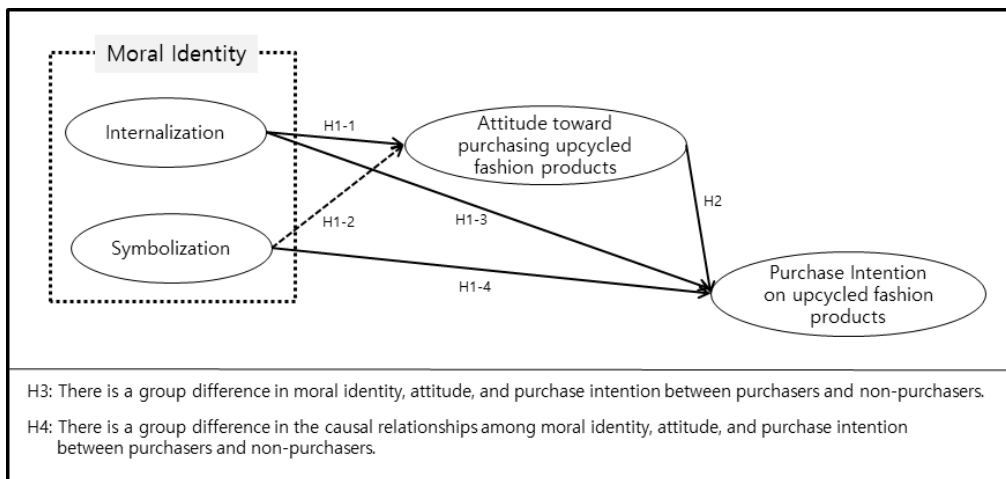 Moral Identity
Internalization
H1-1
Attitude toward
purchasing upcycled
fashion products
H1-2
H1-3
H2
Symbolization
H1-4
Purchase Intention
on upcycled fashion
products
H3: There is a group difference in moral identity, attitude, and purchase intention between purchasers and non-purchasers.
H4: There is a group difference in the causal relationships among moral identity, attitude, and purchase intention
between purchasers and non-purchasers.